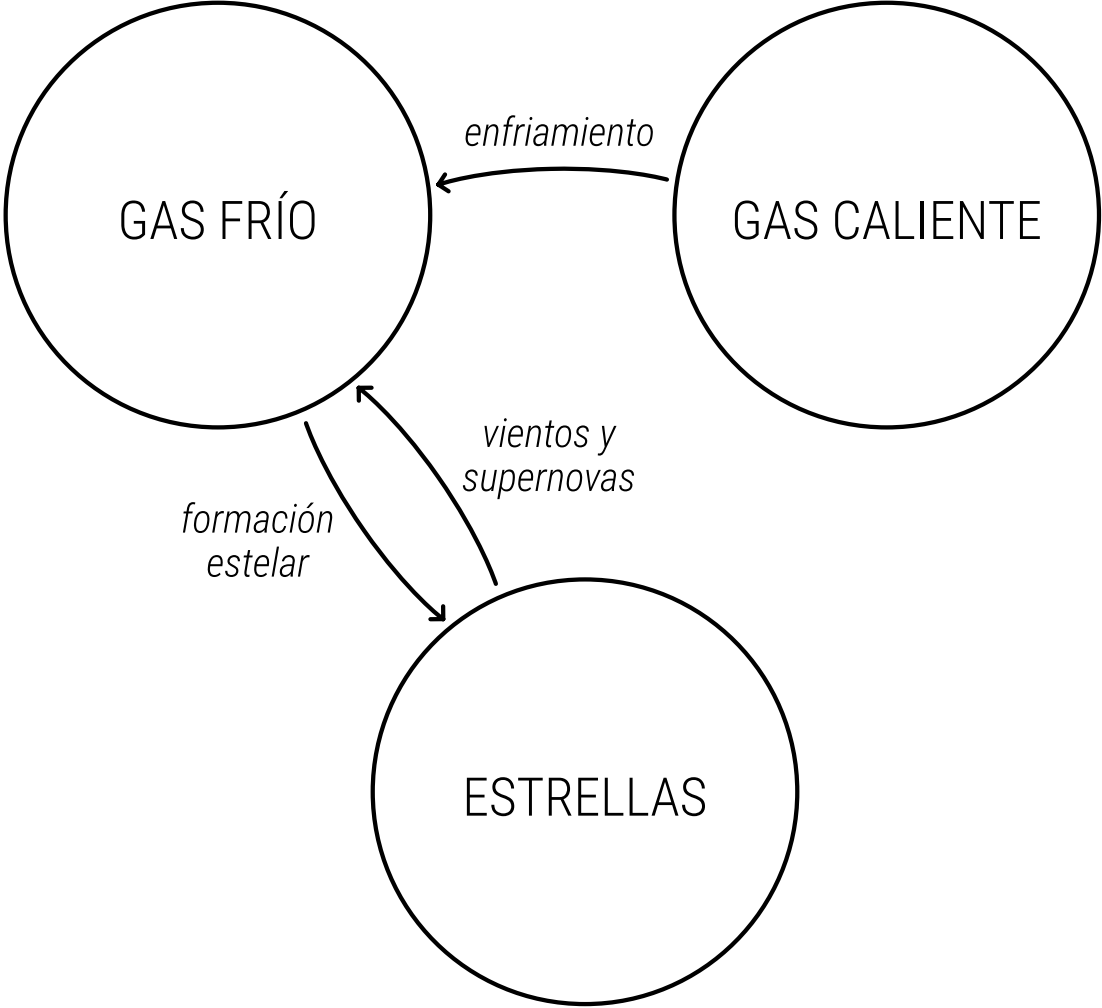 enfriamiento
GAS FRÍO
GAS CALIENTE
vientos y
supernovas
formación
estelar
ESTRELLAS